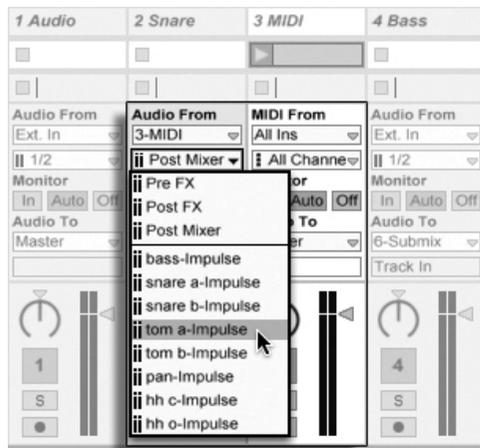 1 Audio
2 Snare
3 MIDI
4 Bass
Audio From
Ext. In
1/2
Monitor
In Auto Off
Audio To
Master
1
S
Audio From
3-MIDI
Post Mixer
Pre FX
Post FX
Post Mixer
bass-Impulse
snare a-Impulse
snare b-Impulse
tom a-Impulse
tom b-Impulse
pan-Impulse
hh c-Impulse
hh o-Impulse
MIDI From
All Ins
All Channe
or
Auto Off
To
er
Audio From
Ext. In
1/2
Monitor
In Auto Off
Audio To
6-Submix
Track In
4
S